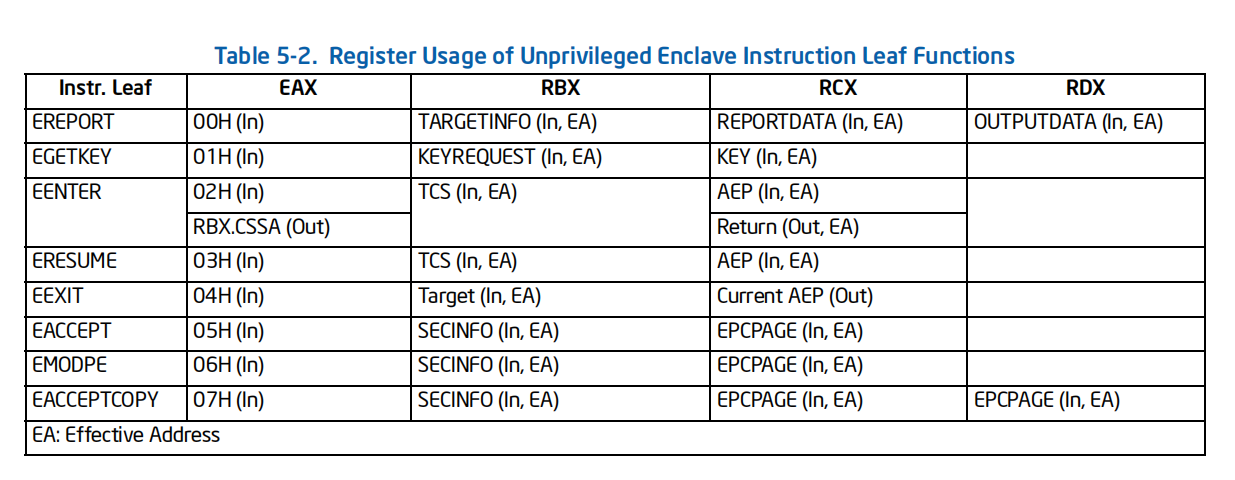 Table 5-2. Register Usage of Unprivileged Enclave Instruction Leaf Functions
Instr. Leaf EAX RBX RCX RDX
EREPORT 00H (In) TARGETINFO (In, EA) REPORTDATA (In, EA) OUTPUTDATA (In, EA)
EGETKEY 01H (In) KEYREQUEST (In, EA) KEY (In, EA)
EENTER 02H (In) TCS (In, EA) AEP (In, EA)
RBX.CSSA (Out) Return (Out, EA)
ERESUME 03H (In) TCS (In, EA) AEP (In, EA)
EEXIT 04H (In) Target (In, EA) Current AEP (Out)
EACCEPT 05H (In) SECINFO (In, EA) EPCPAGE (In, EA)
EMODPE 06H (In) SECINFO (In, EA) EPCPAGE (In, EA)
EACCEPTCOPY 07H (In) SECINFO (In, EA) EPCPAGE (In, EA) EPCPAGE (In, EA)
EA: Effective Address